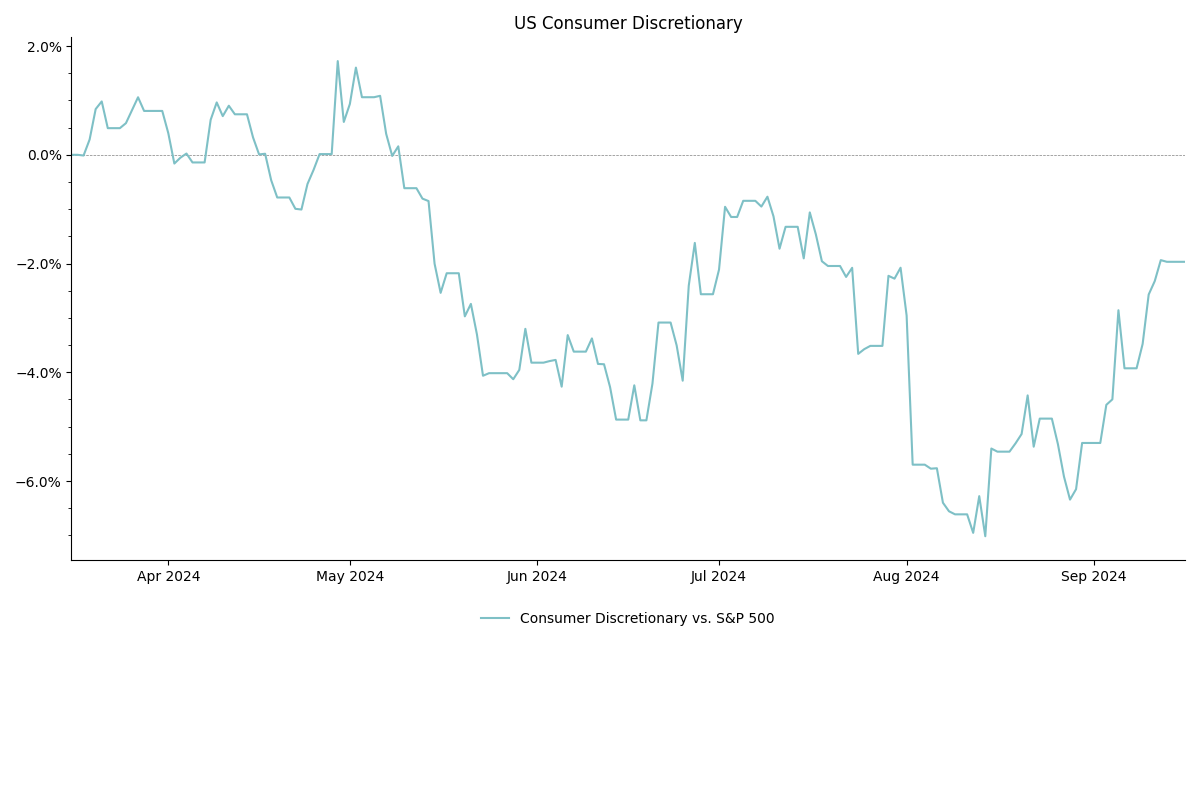 US Consumer Discretionary
2.0%
0.0%
−2.0%
−4.0%
−6.0%
Apr 2024 May 2024 Jun 2024 Jul 2024 Aug 2024 Sep 2024
Consumer Discretionary vs. S&P 500